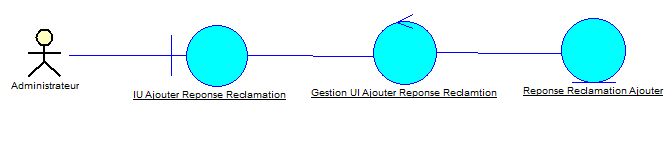 Administrateur
IU Ajouter Reponse Reclamation
Gestion UI Ajouter Reponse Reclamtion
Reponse Reclamation Ajouter